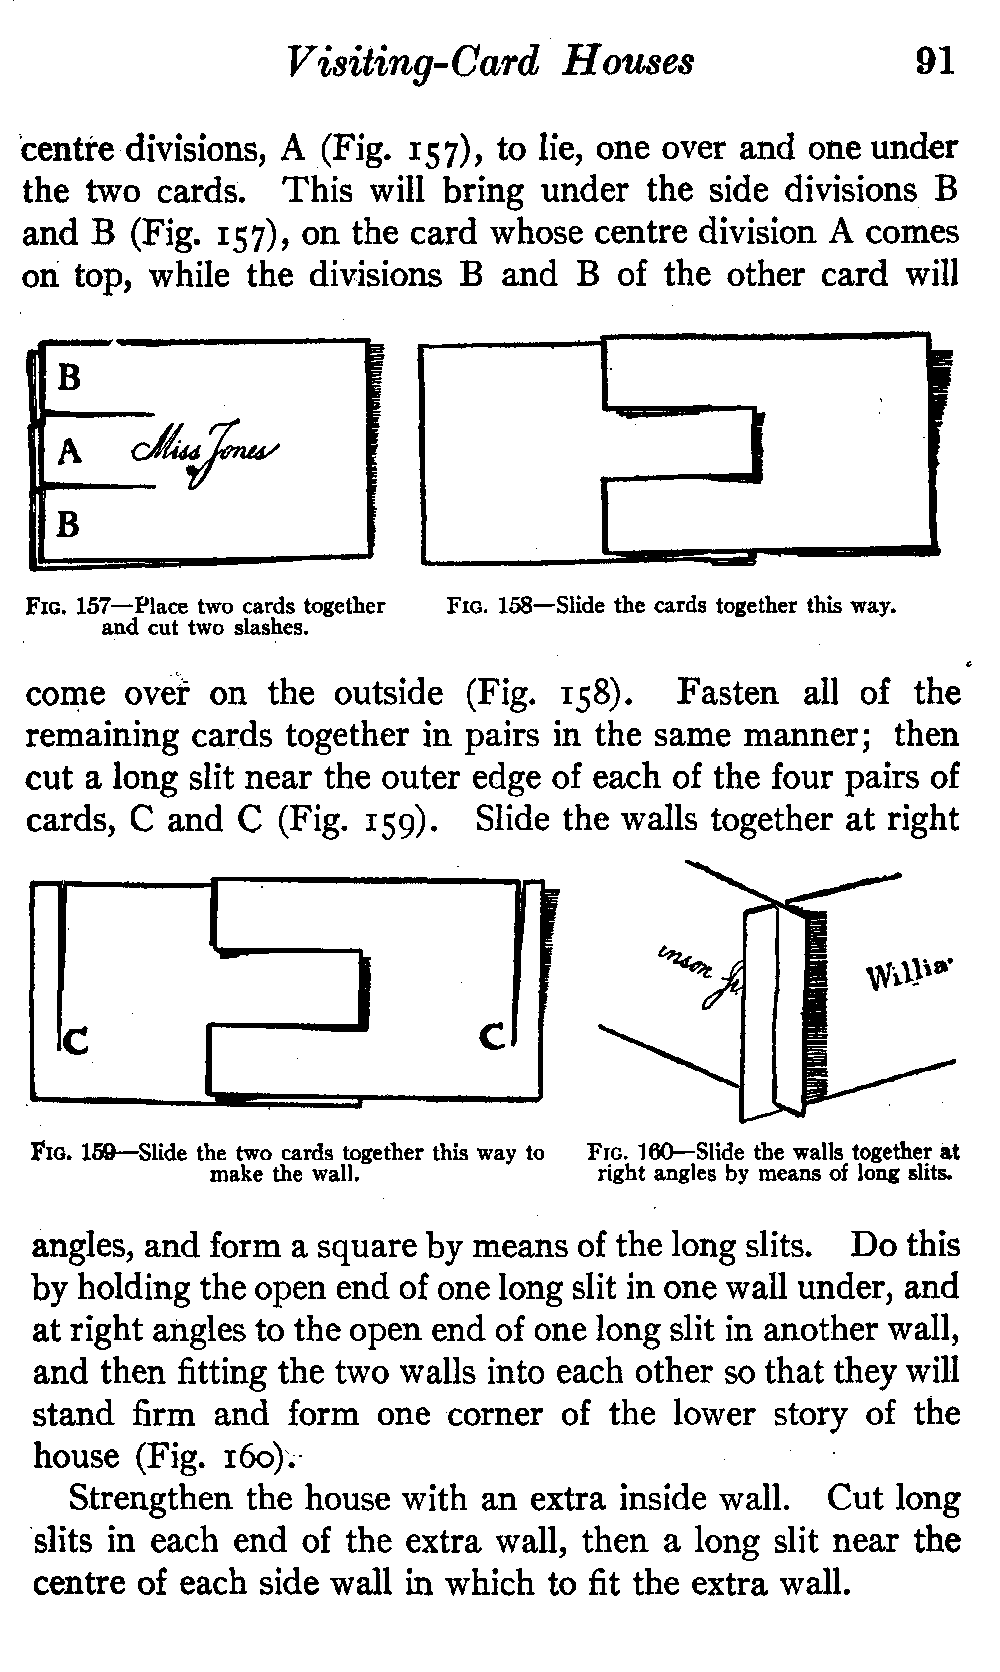 Visiting-Card Houses 91
centre divisions, A (Fig. 157), to lie, one over and one under
the two cards. This will bring under the side divisions B
and B (Fig. 157), on the card whose centre division A comes
on top, while the divisions B and B of the other card will
B
A Miss Jones
B
FIG. 157—Place two cards together
and cut two slashes.
FIG. 158—Slide the cards together this way.
come over on the outside (Fig. 158). Fasten all of the
remaining cards together in pairs in the same manner; then
cut a long slit near the outer edge of each of the four pairs of
cards, C and C (Fig. 159). Slide the walls together at right
C C
inson Jr.
Willia
FIG. 159—Slide the two cards together this way to
make the wall.
FIG. 160—Slide the walls together at
right angles by means of long slits.
angles, and form a square by means of the long slits. Do this
by holding the open end of one long slit in one wall under, and
at right angles to the open end of one long slit in another wall,
and then fitting the two walls into each other so that they will
stand firm and form one corner of the lower story of the
house (Fig. 160).
Strengthen the house with an extra inside wall. Cut long
slits in each end of the extra wall, then a long slit near the
centre of each side wall in which to fit the extra wall.